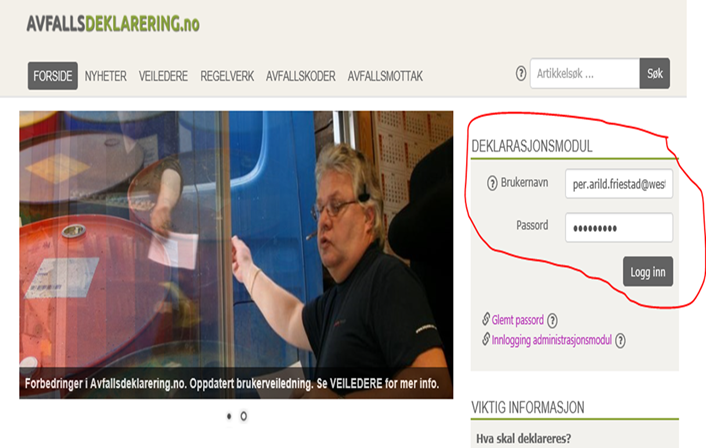 AVFALLSDEKLARERING.no
FORSIDE NYHETER VEILEDERE REGELVERK AVFALLSKODER AVFALLSMOTTAK
? Artikkelsøk ... Søk
DEKLARASJONSMODUL
? Brukernavn per.arild.friestad@wes
Passord •••••••••
Logg inn
Glemt passord ?
Innlogging administrasjonsmodul ?
Forbedringer i Avfallsdeklarering.no. Oppdatert brukerveiledning. Se VEILEDERE for mer info.
VIKTIG INFORMASJON
Hva skal deklareres?